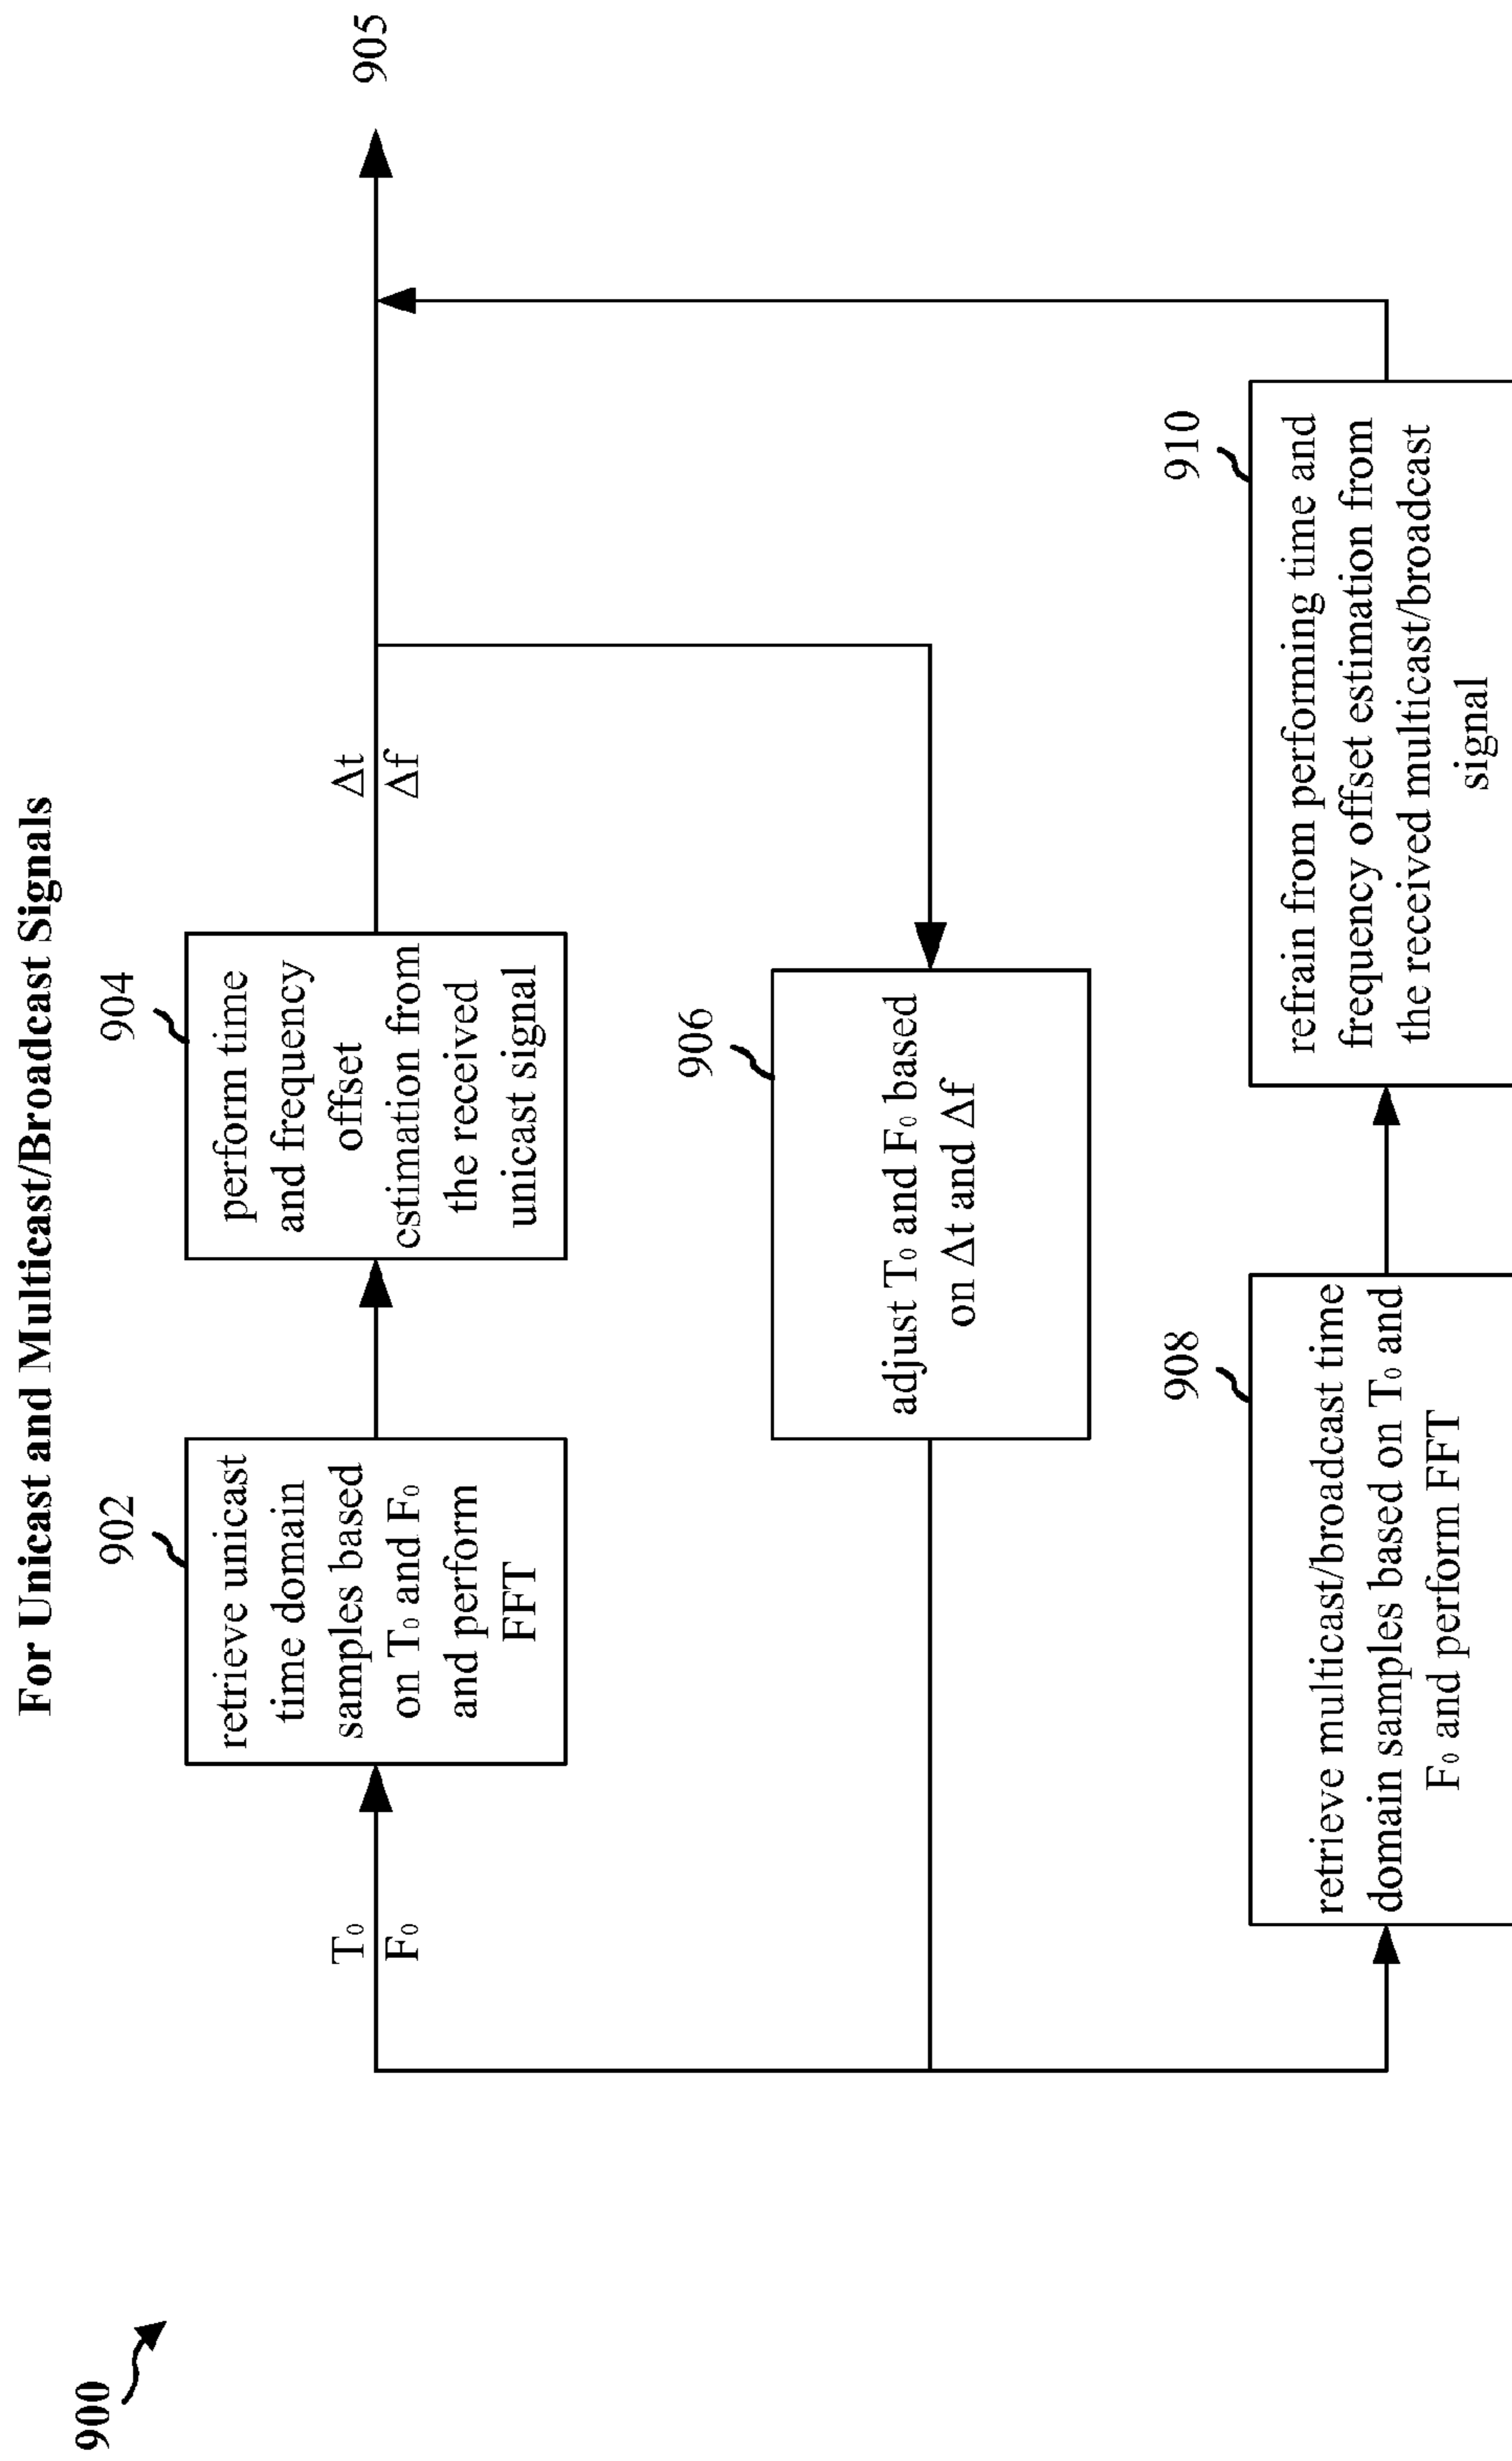 For Unicast and Multicast/Broadcast Signals
900
T₀
F₀
902
retrieve unicast
time domain
samples based
on T₀ and F₀
and perform
FFT
904
perform time
and frequency
offset
estimation from
the received
unicast signal
Δt
Δf
905
906
adjust T₀ and F₀ based
on Δt and Δf
908
retrieve multicast/broadcast time
domain samples based on T₀ and
F₀ and perform FFT
910
refrain from performing time and
frequency offset estimation from
the received multicast/broadcast
signal